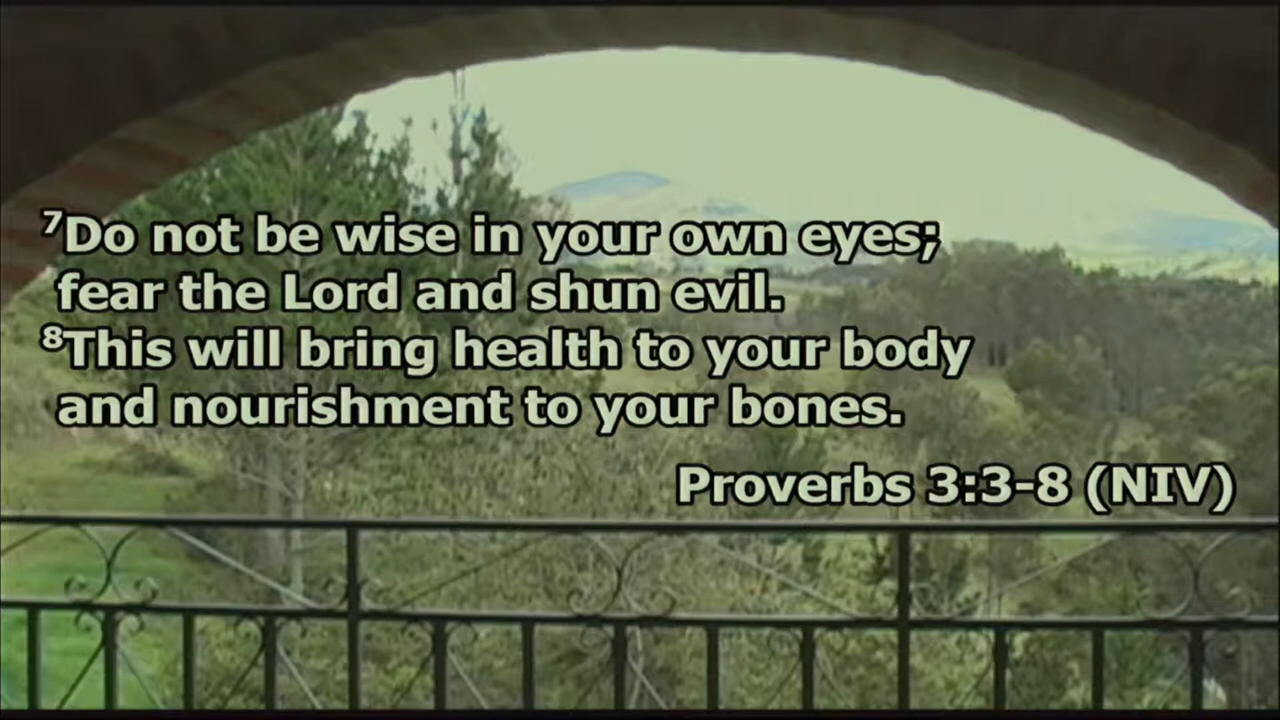 ⁷Do not be wise in your own eyes;
fear the Lord and shun evil.
⁸This will bring health to your body
and nourishment to your bones.
Proverbs 3:3-8 (NIV)